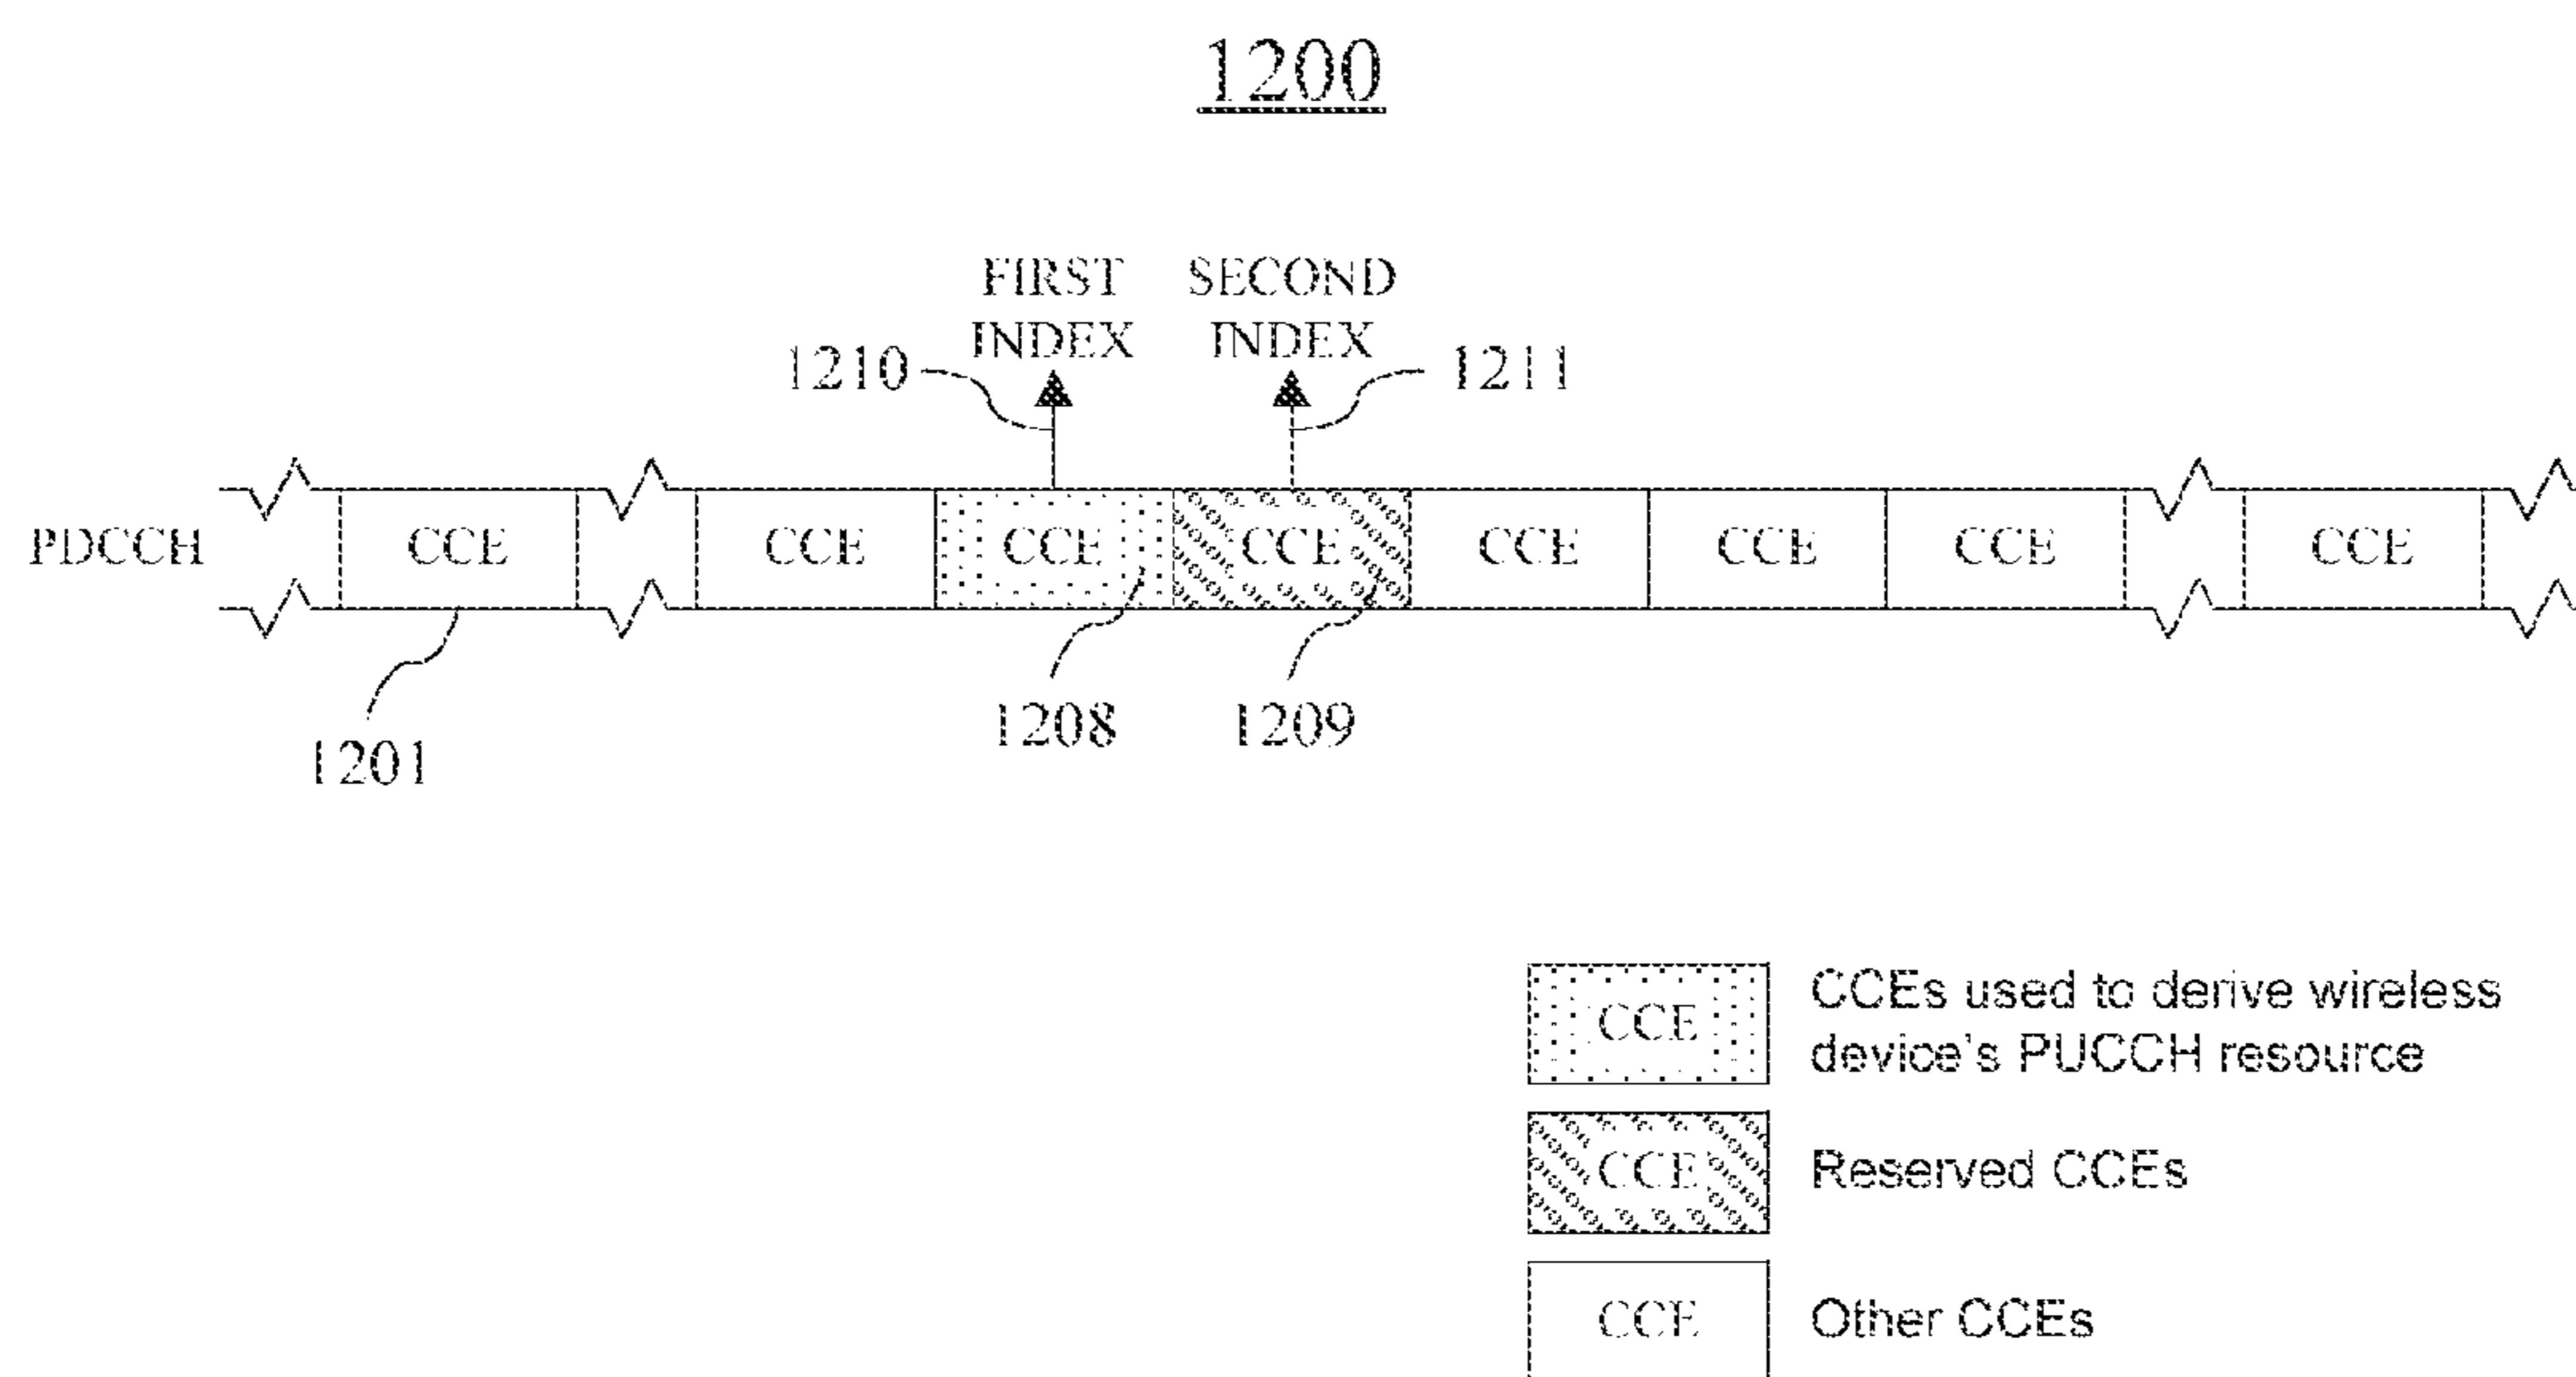 1200
FIRST INDEX
SECOND INDEX
1210
1211
PDCCH CCE CCE CCE CCE CCE CCE CCE CCE
1208
1209
1201
CCE CCEs used to derive wireless
device's PUCCH resource
CCE Reserved CCEs
CCE Other CCEs